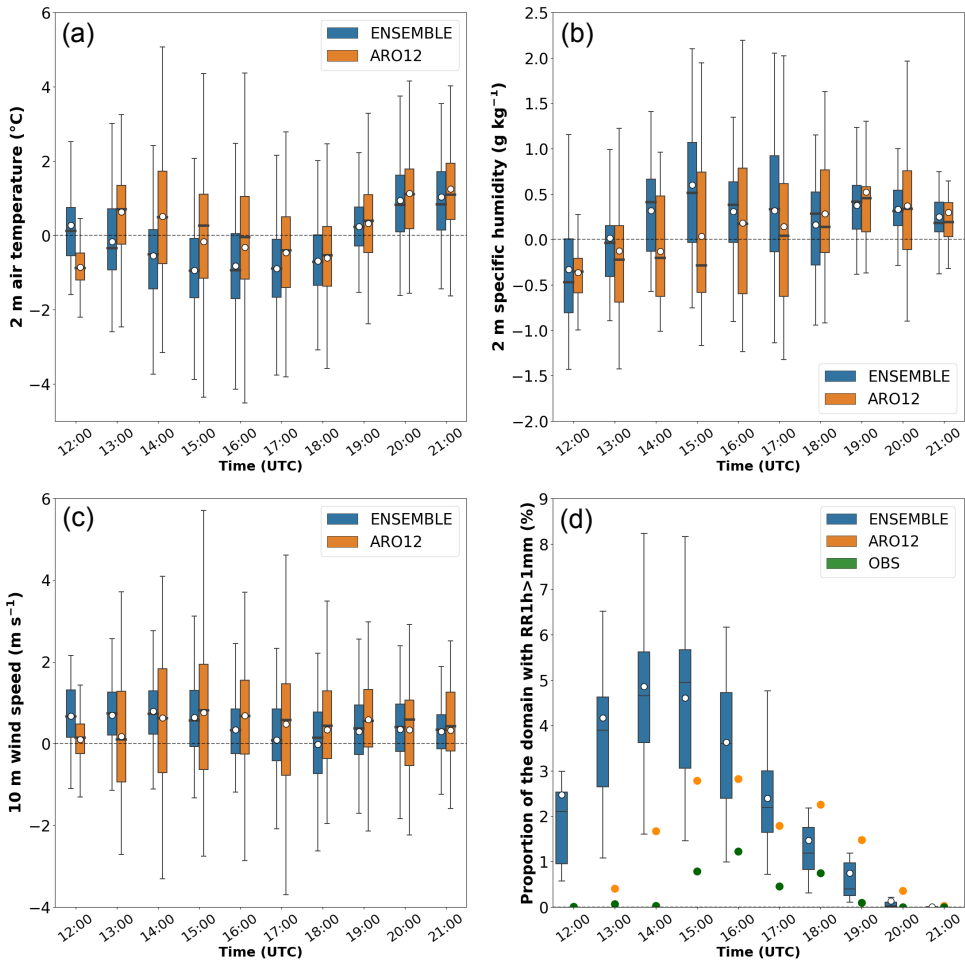 (a)
ENSEMBLE
ARO12
2 m air temperature (°C)
6
4
2
0
−2
−4
12:00 13:00 14:00 15:00 16:00 17:00 18:00 19:00 20:00 21:00
Time (UTC)
(b)
ENSEMBLE
ARO12
2 m specific humidity (g kg⁻¹)
2.5
2.0
1.5
1.0
0.5
0.0
−0.5
−1.0
−1.5
−2.0
12:00 13:00 14:00 15:00 16:00 17:00 18:00 19:00 20:00 21:00
Time (UTC)
(c)
ENSEMBLE
ARO12
10 m wind speed (m s⁻¹)
6
4
2
0
−2
−4
12:00 13:00 14:00 15:00 16:00 17:00 18:00 19:00 20:00 21:00
Time (UTC)
(d)
ENSEMBLE
ARO12
OBS
Proportion of the domain with RR1h>1mm (%)
9
8
7
6
5
4
3
2
1
0
12:00 13:00 14:00 15:00 16:00 17:00 18:00 19:00 20:00 21:00
Time (UTC)